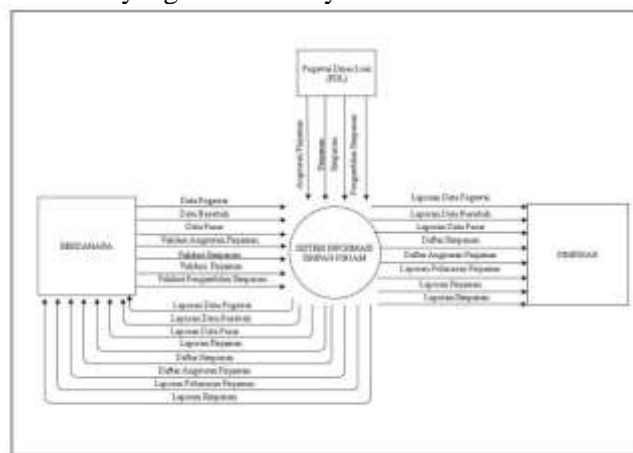 Pegawai Dinas Luar
(PDL)
Angsuran Pinjaman
Pinjaman
Simpanan
Pengambilan Simpanan
Data Pegawai
Data Nasabah
Data Pasar
Validasi Angsuran Pinjaman
Validasi Simpanan
Validasi Pinjaman
Validasi Pengambilan Simpanan
BENDAHARA
SISTEM INFORMASI
SIMPAN PINJAM
Laporan Data Pegawai
Laporan Data Nasabah
Laporan Data Pasar
Daftar Simpanan
Daftar Angsuran Pinjaman
Laporan Pelunasan Pinjaman
Laporan Pinjaman
Laporan Simpanan
PIMPINAN
Laporan Data Pegawai
Laporan Data Nasabah
Laporan Data Pasar
Laporan Pinjaman
Daftar Simpanan
Daftar Angsuran Pinjaman
Laporan Pelunasan Pinjaman
Laporan Simpanan